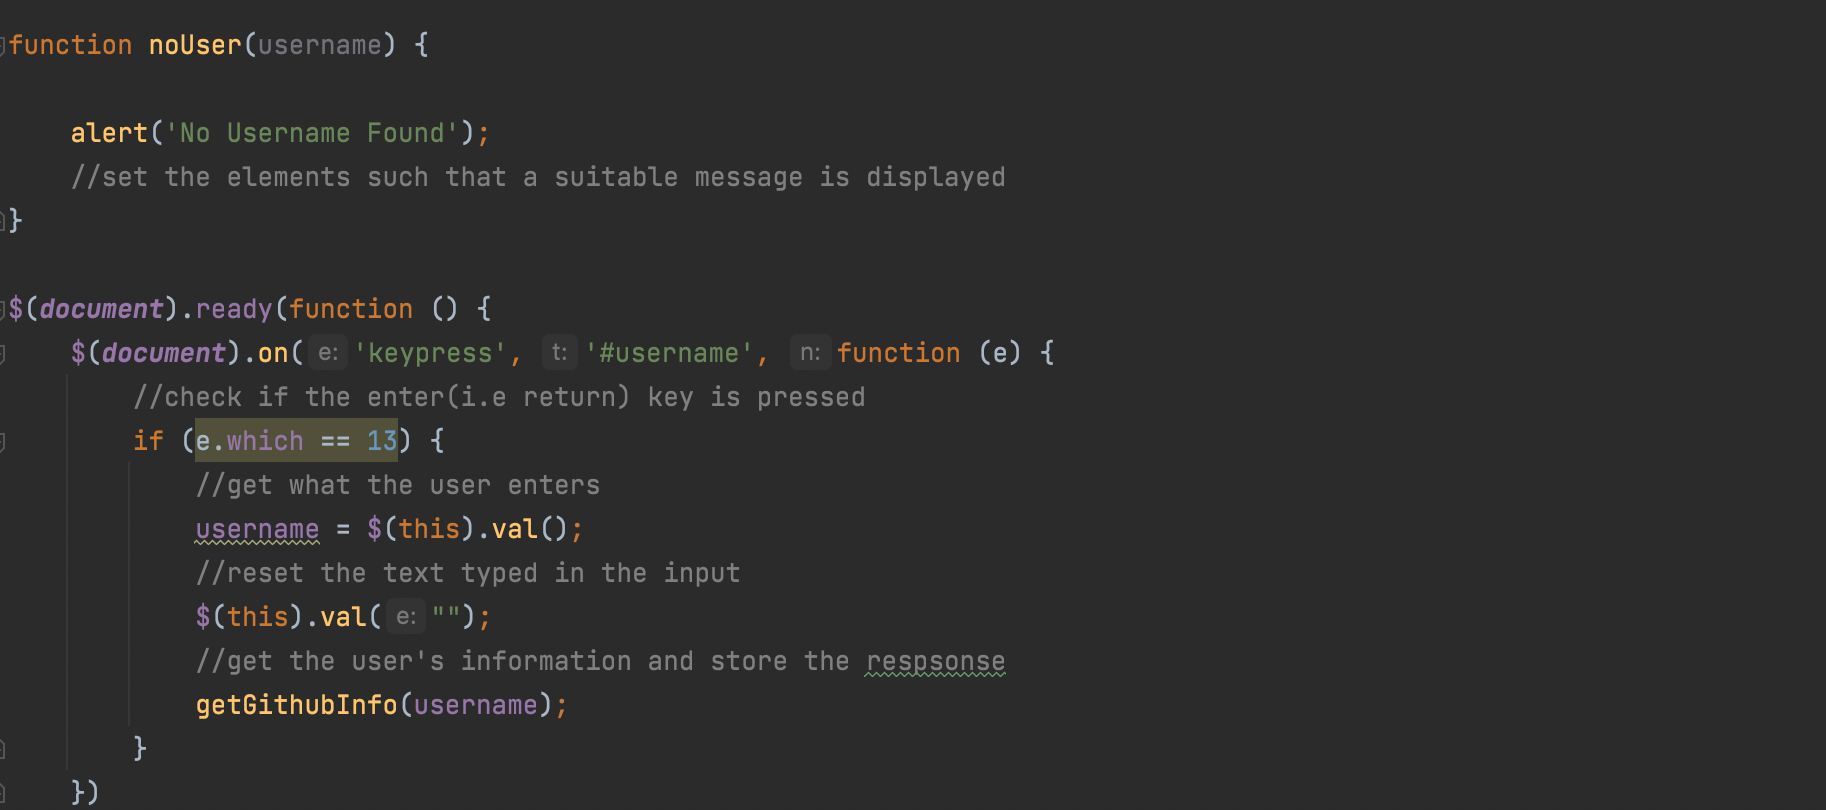 function noUser(username) {
alert('No Username Found');
//set the elements such that a suitable message is displayed
}
$(document).ready(function () {
$(document).on( e: 'keypress', t: '#username', n: function (e) {
//check if the enter(i.e return) key is pressed
if (e.which == 13) {
//get what the user enters
username = $(this).val();
//reset the text typed in the input
$(this).val( e: "");
//get the user's information and store the respsonse
getGithubInfo(username);
}
})